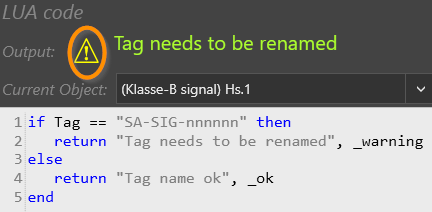 LUA code
Output: Tag needs to be renamed
Current Object: (Klasse-B signal) Hs.1
1 if Tag == "SA-SIG-nnnnnn" then
2 return "Tag needs to be renamed", _warning
3 else
4 return "Tag name ok", _ok
5 end